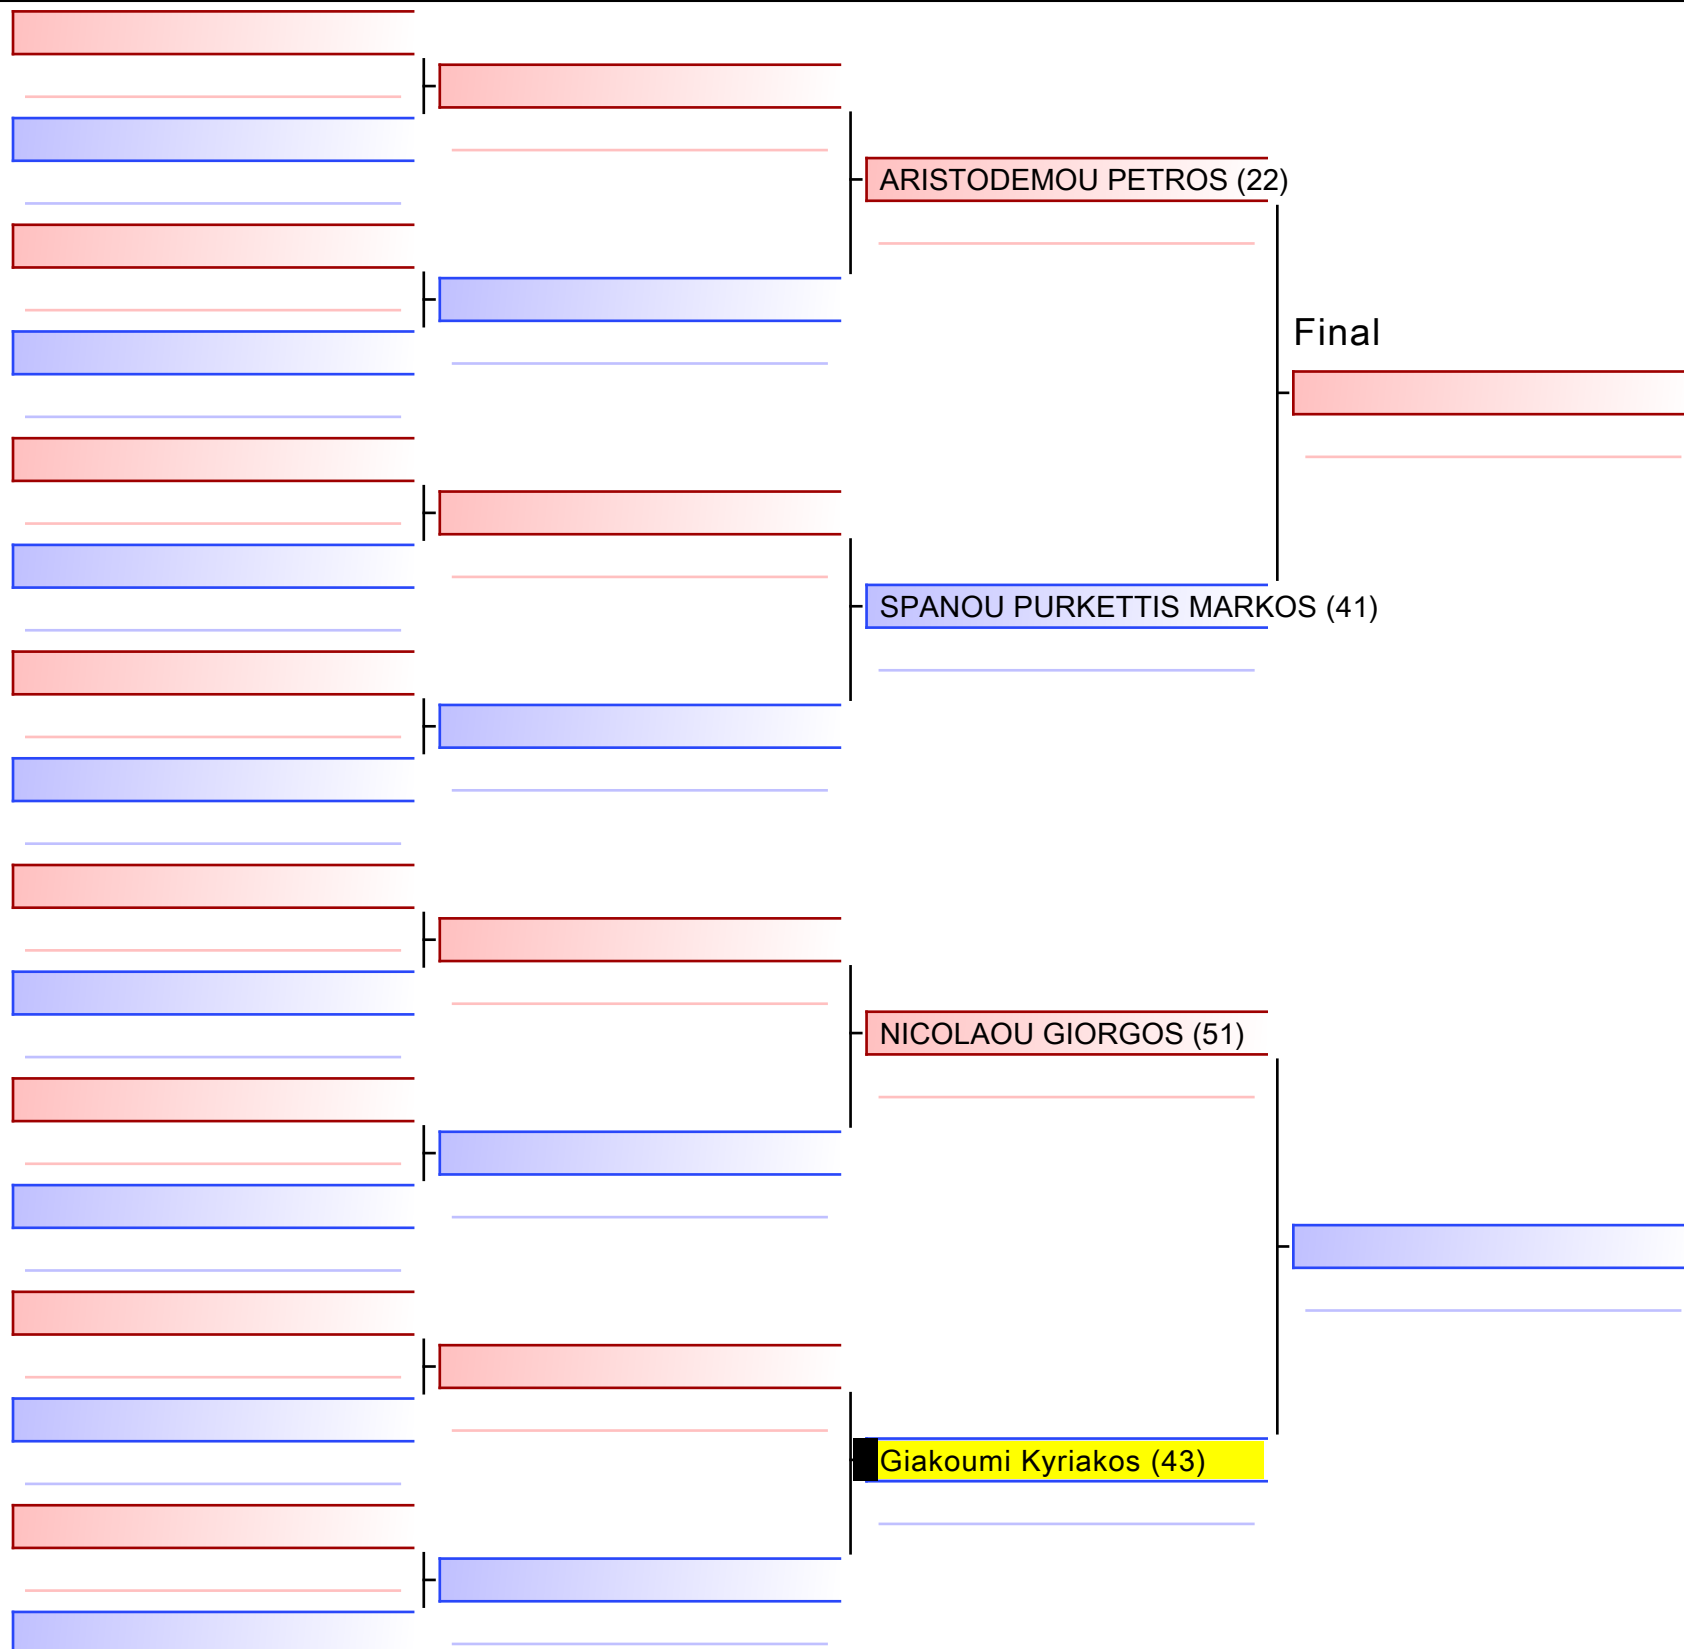 ARISTODEMOU PETROS (22)
Final
SPANOU PURKETTIS MARKOS (41)
NICOLAOU GIORGOS (51)
Giakoumi Kyriakos (43)